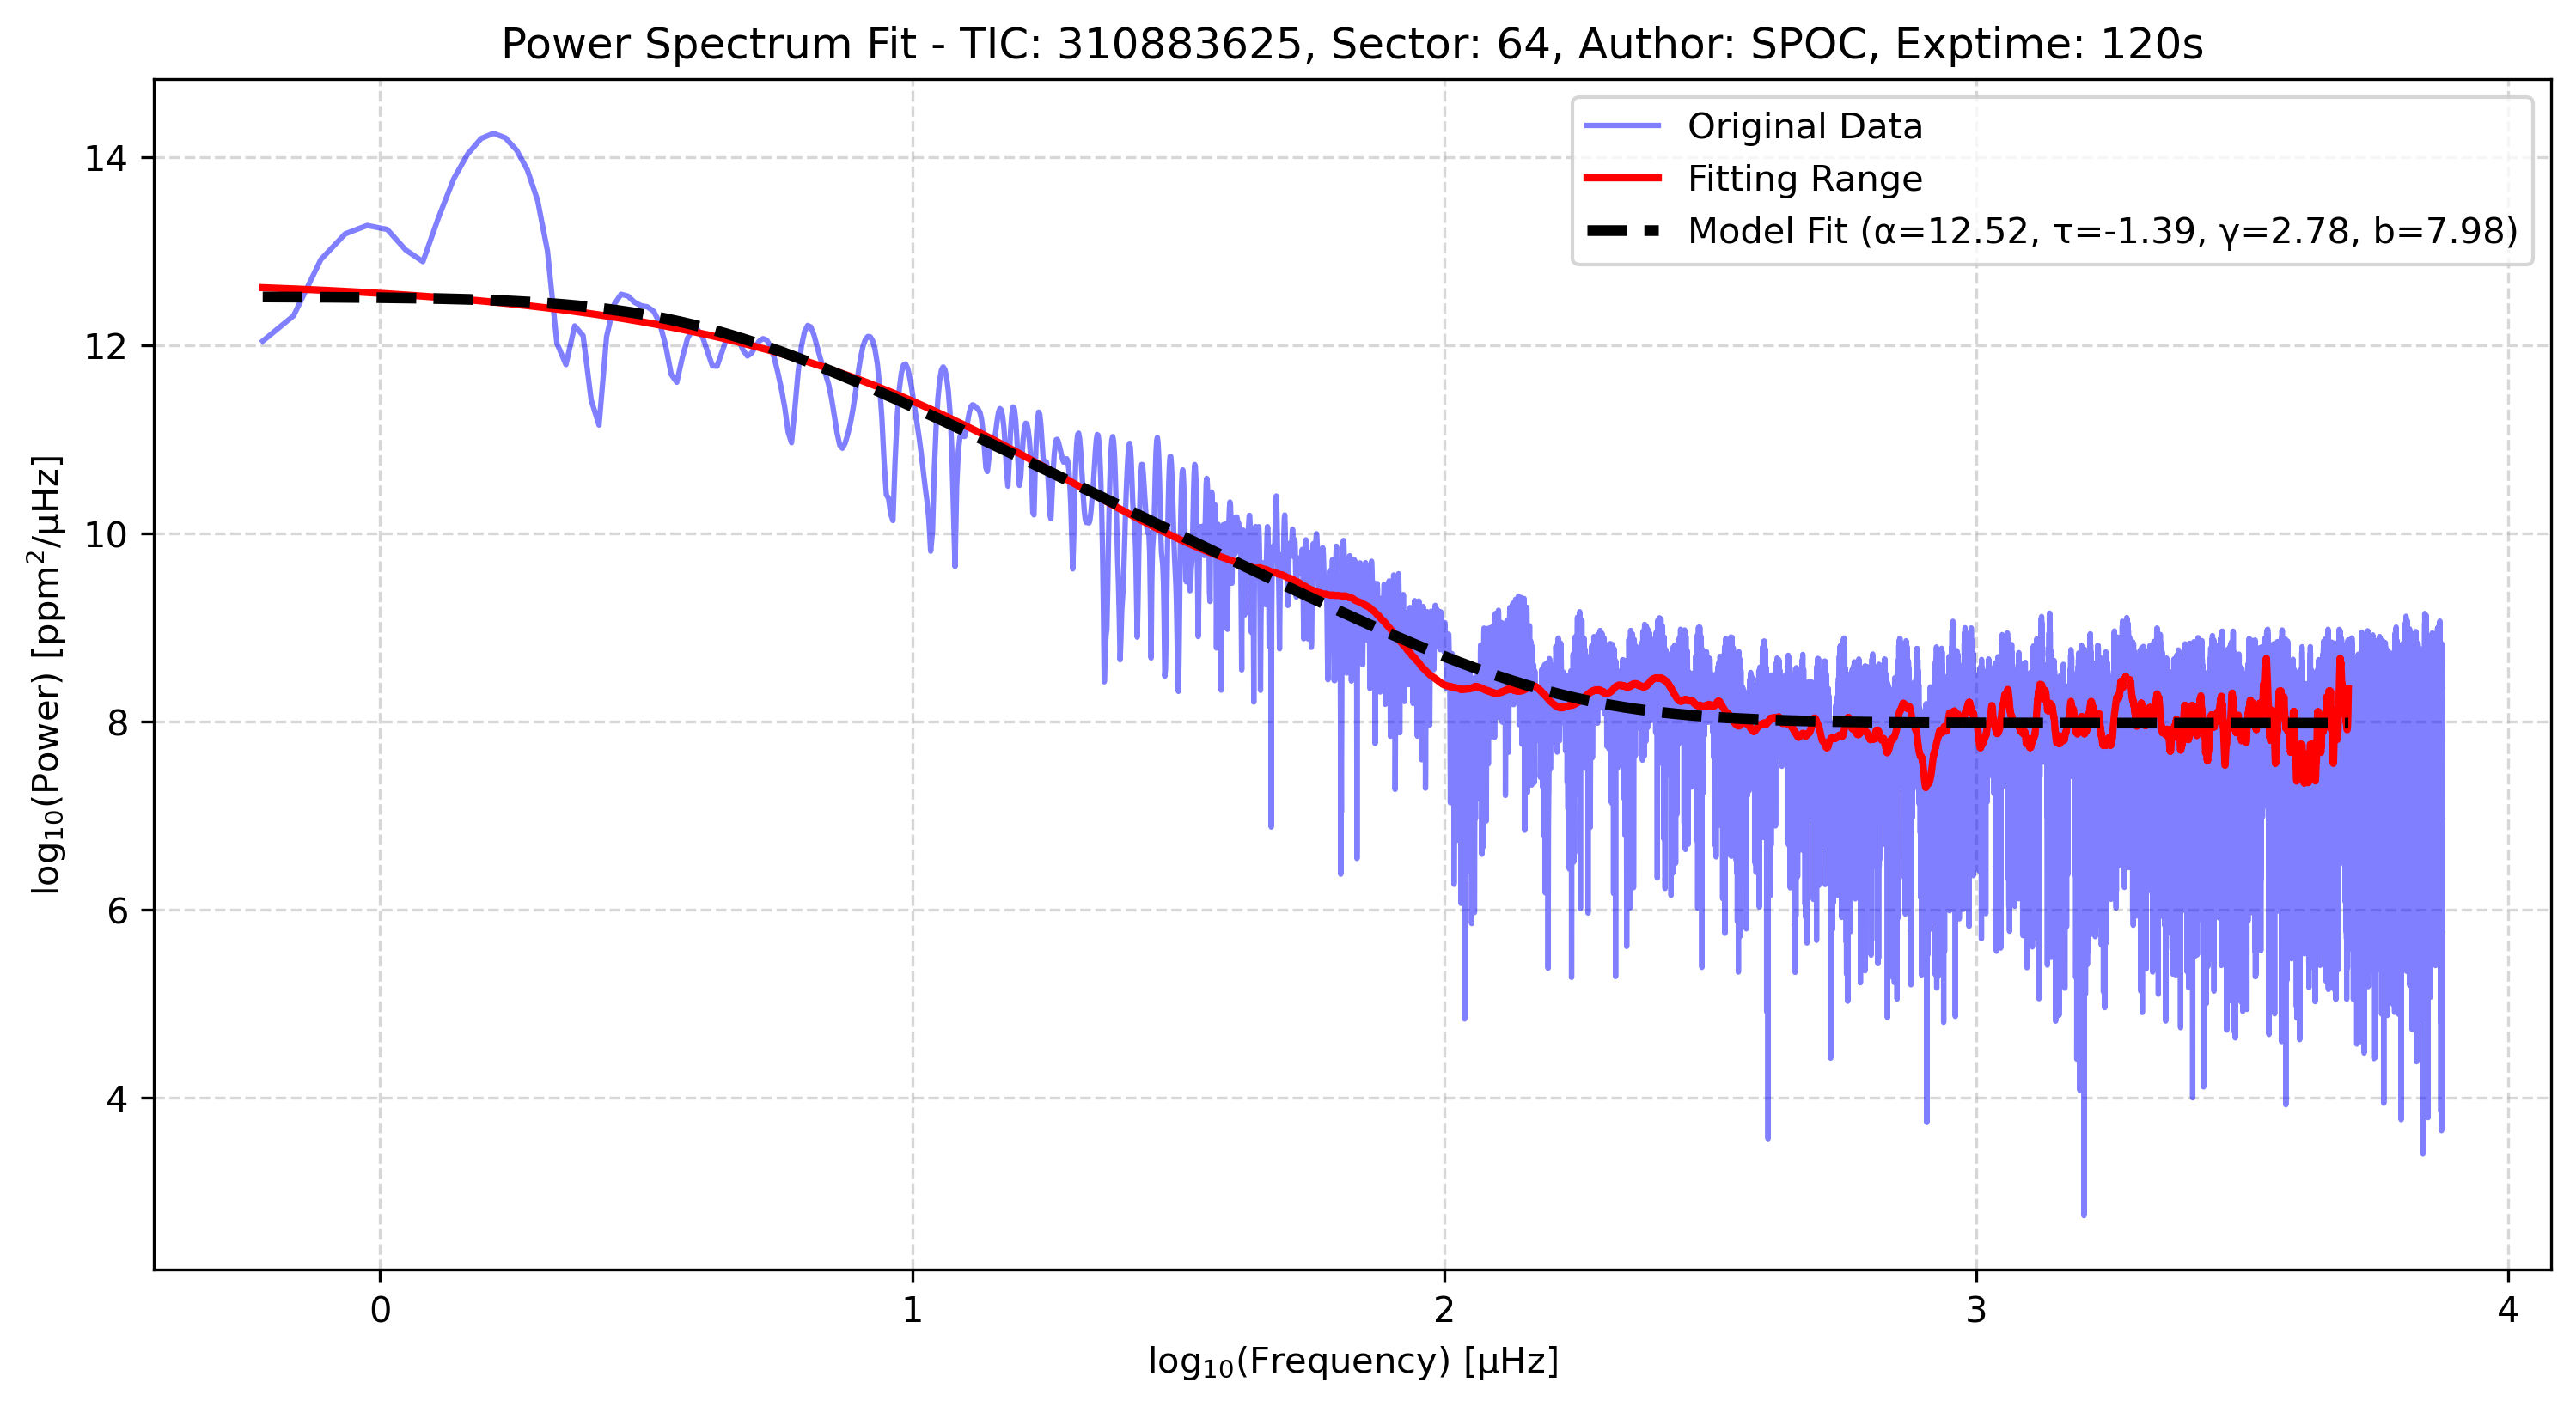 Power Spectrum Fit - TIC: 310883625, Sector: 64, Author: SPOC, Exptime: 120s
Original Data
Fitting Range
Model Fit (α=12.52, τ=-1.39, γ=2.78, b=7.98)
log₁₀(Power) [ppm²/μHz]
14
12
10
8
6
4
0 1 2 3 4
log₁₀(Frequency) [μHz]